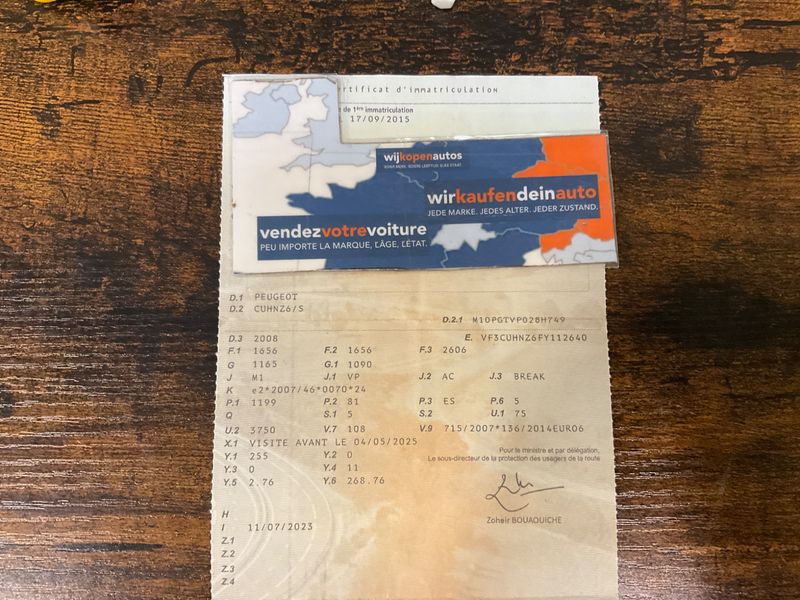 ertificat d'immatriculation
e de 1ère immatriculation
17/09/2015
wijkopenautos
wirkaufendeinauto
JEDE MARKE. JEDES ALTER. JEDER ZUSTAND.
vendezvotrevoiture
PEU IMPORTE LA MARQUE, L'ÂGE, L'ÉTAT.
D.1 PEUGEOT
D.2 CUHNZ6/S
D.2.1 M10PGTVP028H749
D.3 2008 E. VF3CUHNZ6FY112640
F.1 1656 F.2 1656 F.3 2606
G 1165 G.1 1090
J M1 J.1 VP J.2 AC J.3 BREAK
K e2*2007/46*0070*24
P.1 1199 P.2 81 P.3 ES P.6 5
Q S.1 5 S.2 U.1 75
U.2 3750 V.7 108 V.9 715/2007*136/2014EURO6
X.1 VISITE AVANT LE 04/05/2025
Pour le ministre et par délégation,
Le sous-directeur de la protection des usagers de la route
Y.1 255 Y.2 0
Y.3 0 Y.4 11
Y.5 2.76 Y.6 268.76
Zoheir BOUAOUICHE
H
I 11/07/2023
Z.1
Z.2
Z.3
Z.4